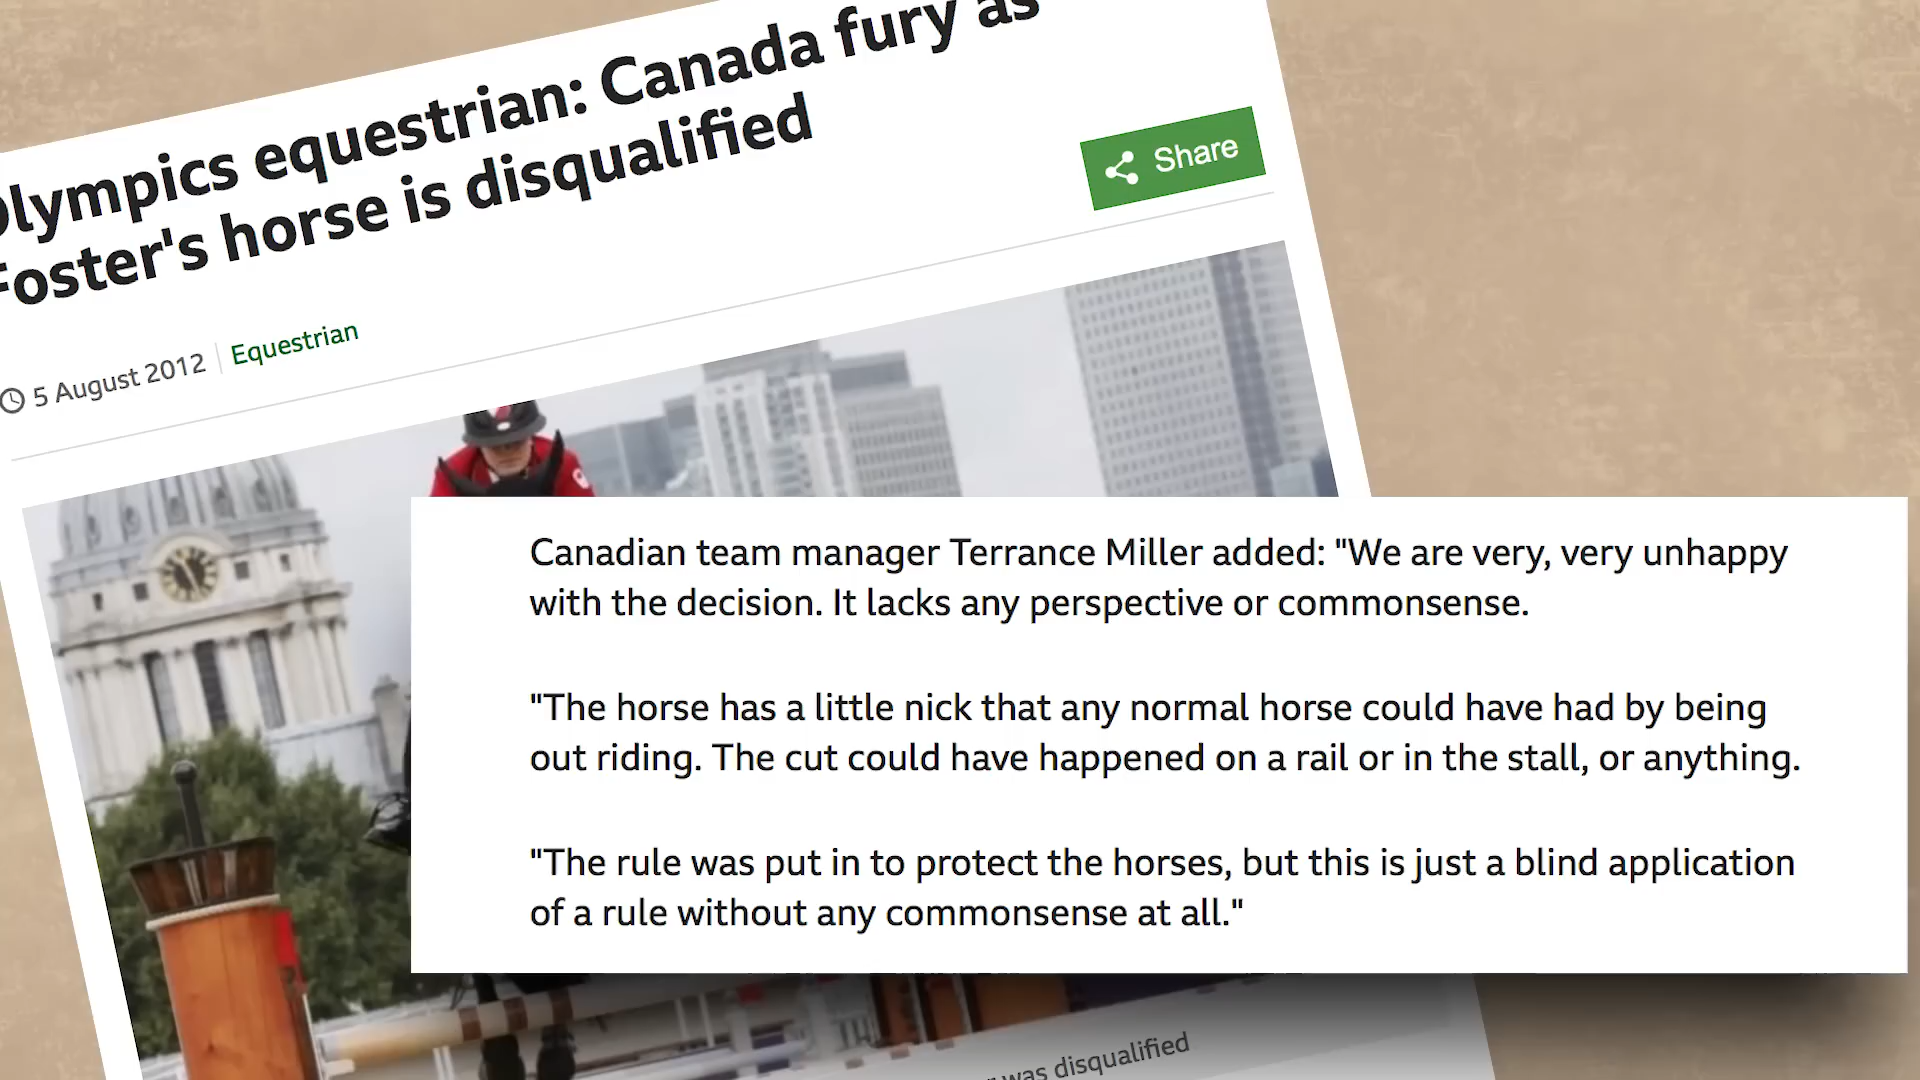 Olympics equestrian: Canada fury as
Foster's horse is disqualified
Share
5 August 2012 Equestrian
Canadian team manager Terrance Miller added: "We are very, very unhappy
with the decision. It lacks any perspective or commonsense.
"The horse has a little nick that any normal horse could have had by being
out riding. The cut could have happened on a rail or in the stall, or anything.
"The rule was put in to protect the horses, but this is just a blind application
of a rule without any commonsense at all."
was disqualified